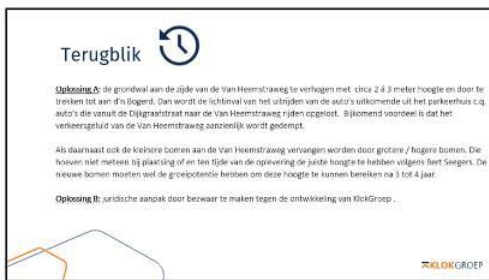 Terugblik
Oplossing A: de grondwal aan de zijde van de Van Heemstraweg te verhogen met circa 2 á 3 meter hoogte en door te
trekken tot aan d'n Bogerd. Dan wordt de lichtinval van het uitrijden van de auto's uitkomende uit het parkeerhuis c.q.
auto's die vanuit de Dijkgraafstraat naar de Van Heemstraweg rijden opgelost. Bijkomend voordeel is dat het
verkeersgeluid van de Van Heemstraweg aanzienlijk wordt gedempt.
Als daarnaast ook de kleinere bomen aan de Van Heemstraweg vervangen worden door grotere / hogere bomen. Die
hoeven niet meteen bij plaatsing of en ten tijde van de oplevering de juiste hoogte te hebben volgens Bert Seegers. De
nieuwe bomen moeten wel de groeipotentie hebben om deze hoogte te kunnen bereiken na 3 tot 4 jaar.
Oplossing B: juridische aanpak door bezwaar te maken tegen de ontwikkeling van KlokGroep .
KLOKGROEP